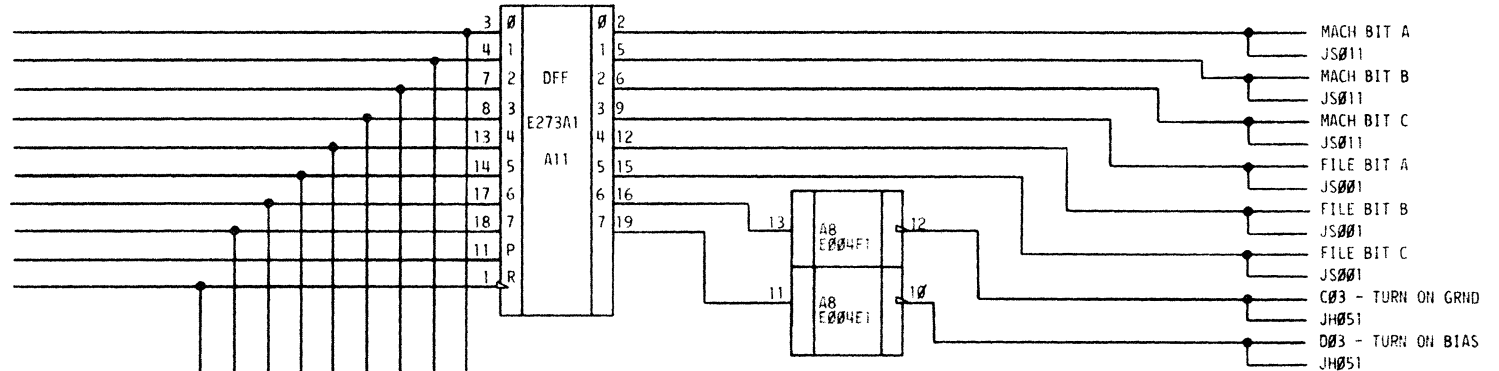 3 Ø Ø 2 MACH BIT A
4 1 1 5 JSØ11
7 2 DFF 2 6 MACH BIT B
JSØ11
8 3 E273A1 3 9 MACH BIT C
13 4 4 12 JSØ11
14 5 A11 5 15 FILE BIT A
JSØØ1
17 6 6 16 FILE BIT B
18 7 7 19 13 A8 12 JSØØ1
EØØ4F1
11 P FILE BIT C
1 R JSØØ1
11 A8 1Ø CØ3 - TURN ON GRND
EØØ4E1 JHØ51
DØ3 - TURN ON BIAS
JHØ51